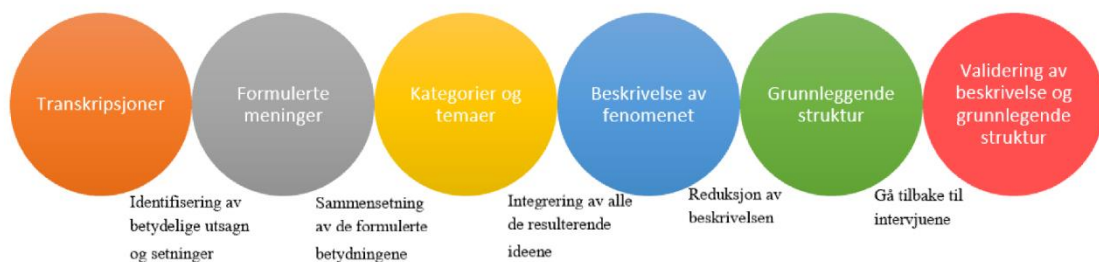 Transkripsjoner
Formulerte
meninger
Kategorier og
temaer
Beskrivelse av
fenomenet
Grunnleggende
struktur
Validering av
beskrivelse og
grunnlegende
struktur
Identifisering av
betydelige utsagn
og setninger
Sammensetning
av de formulerte
betydningene
Integrering av alle
de resulterende
ideene
Reduksjon av
beskrivelsen
Gå tilbake til
intervjuene